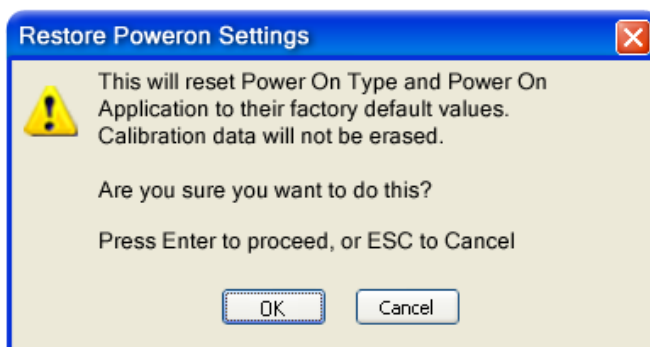 Restore Poweron Settings
This will reset Power On Type and Power On
Application to their factory default values.
Calibration data will not be erased.
Are you sure you want to do this?
Press Enter to proceed, or ESC to Cancel
OK
Cancel